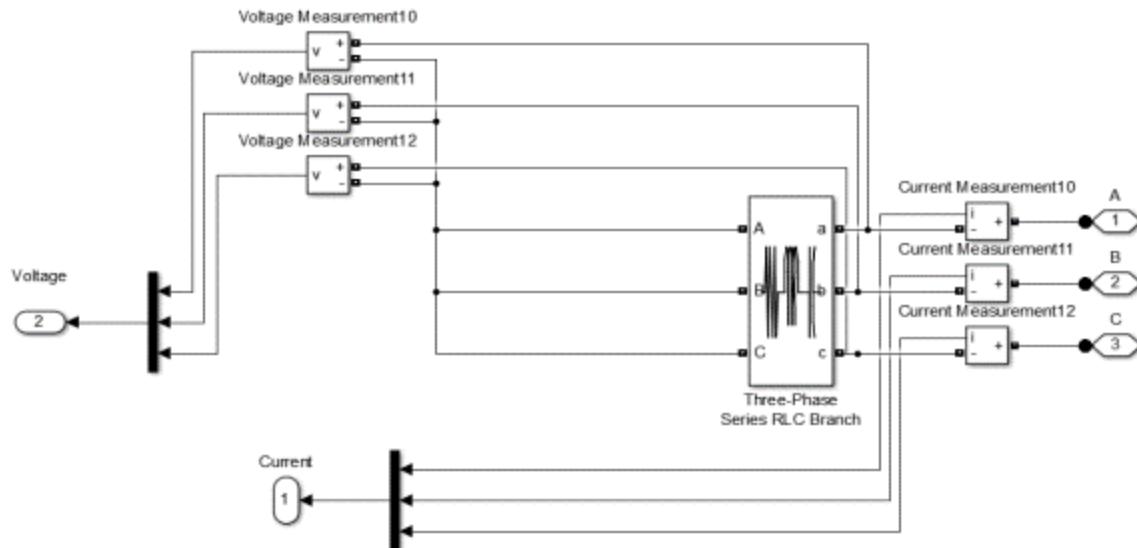 Voltage Measurement10
v
+
-
Voltage Measurement11
v
+
-
Voltage Measurement12
v
+
-
Current Measurement10
i
+
-
A
1
A
a
Current Measurement11
i
+
-
B
2
B
b
Current Measurement12
i
+
-
C
3
C
c
Three-Phase
Series RLC Branch
Voltage
2
Current
1